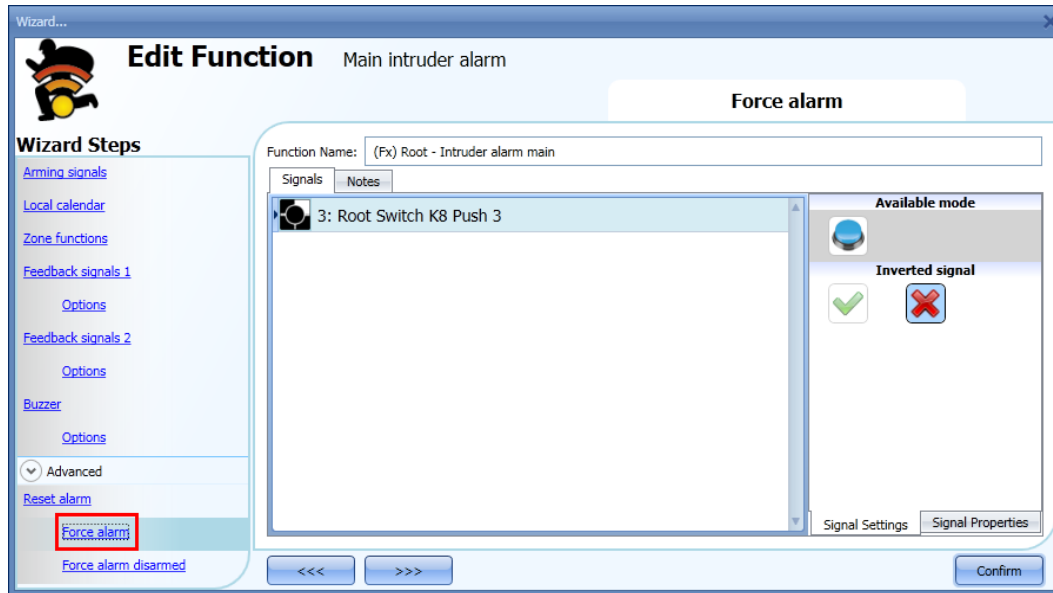 Wizard...
Edit Function Main intruder alarm
Force alarm
Wizard Steps
Arming signals
Local calendar
Zone functions
Feedback signals 1
Options
Feedback signals 2
Options
Buzzer
Options
Advanced
Reset alarm
Force alarm
Force alarm disarmed
Function Name: (Fx) Root - Intruder alarm main
Signals Notes
3: Root Switch K8 Push 3
Available mode
Inverted signal
Signal Settings Signal Properties
<<< >>> Confirm